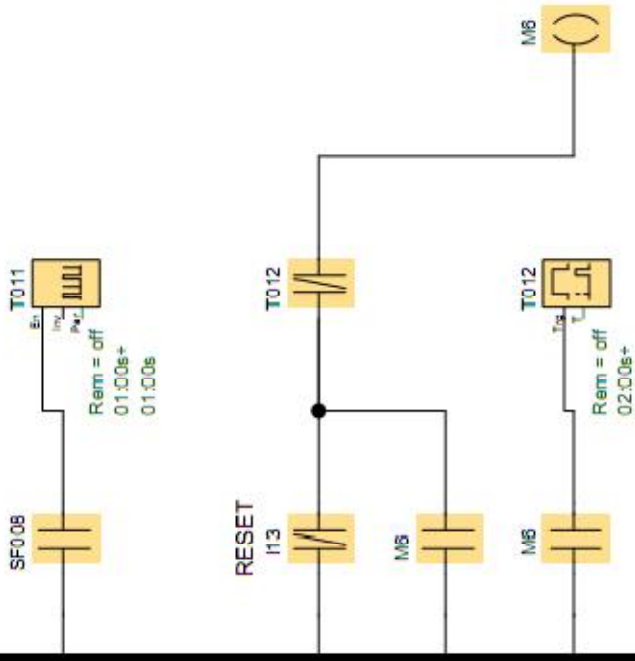 SF008
T011
En
Inv
Par
Rem = off
01:00s+
01:00s
RESET
I13
T012
M6
M6
M6
T012
Trg
T
Rem = off
02:00s+